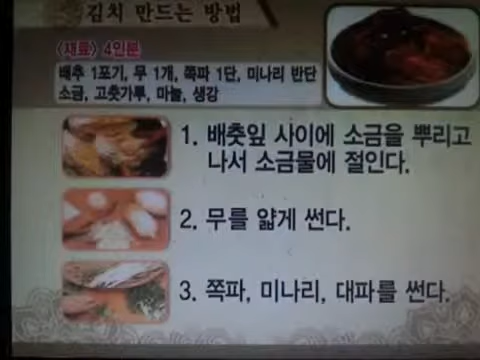 김치 만드는 방법
<재료> 4인분
배추 1포기, 무 1개, 쪽파 1단, 미나리 반단
소금, 고춧가루, 마늘, 생강
1. 배춧잎 사이에 소금을 뿌리고
나서 소금물에 절인다.
2. 무를 얇게 썬다.
3. 쪽파, 미나리, 대파를 썬다.